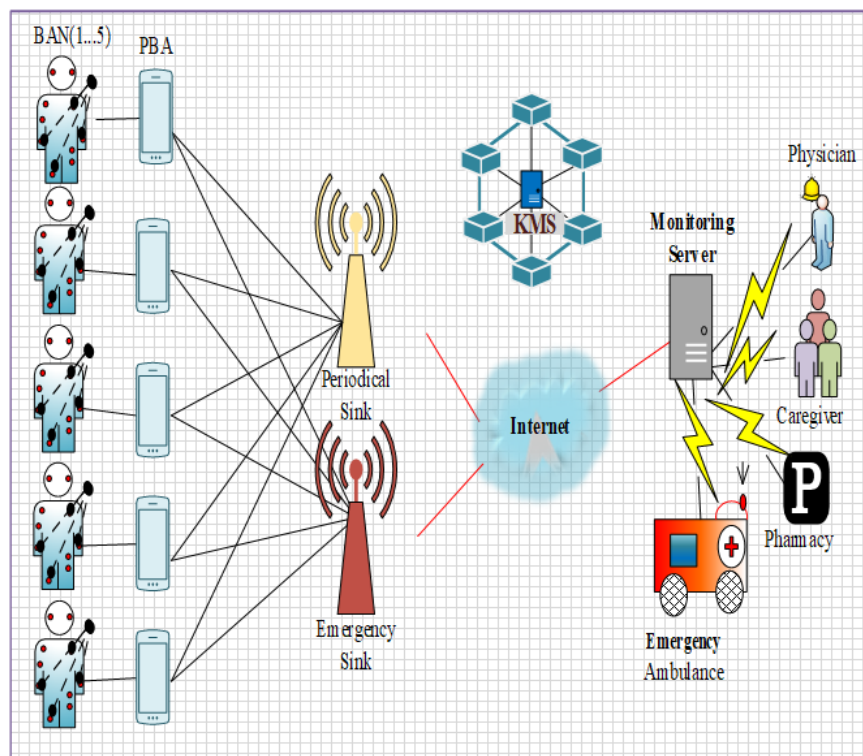 BAN(1...5)
PBA
Physician
KMS
Monitoring
Server
Periodical
Sink
Internet
Caregiver
P
Pharmacy
Emergency
Sink
Emergency
Ambulance